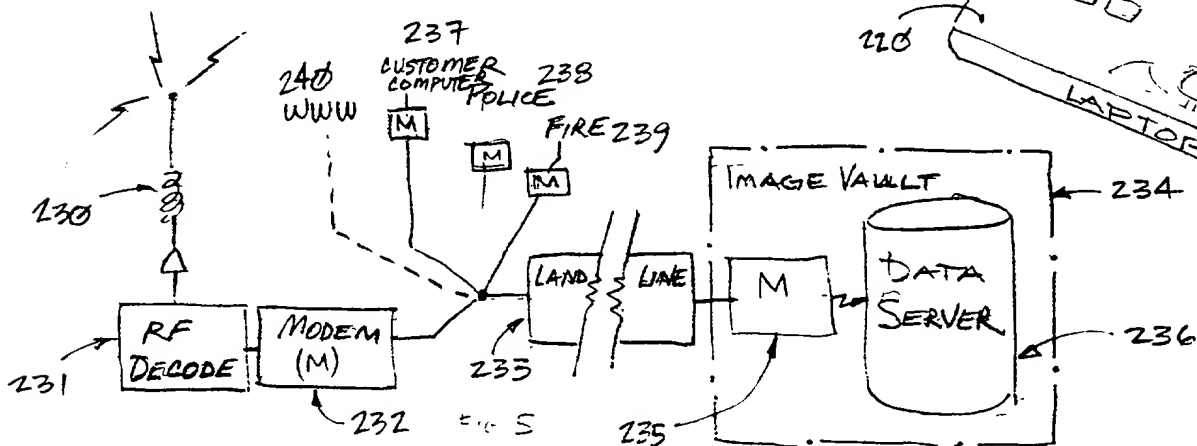 237
CUSTOMER
COMPUTER
240
WWW
238
POLICE
FIRE 239
M
M
M
220
LAPTOP
230
IMAGE VAULT
234
LAND LINE
M
DATA
SERVER
RF
DECODE
MODEM
(M)
231
232
233
235
236